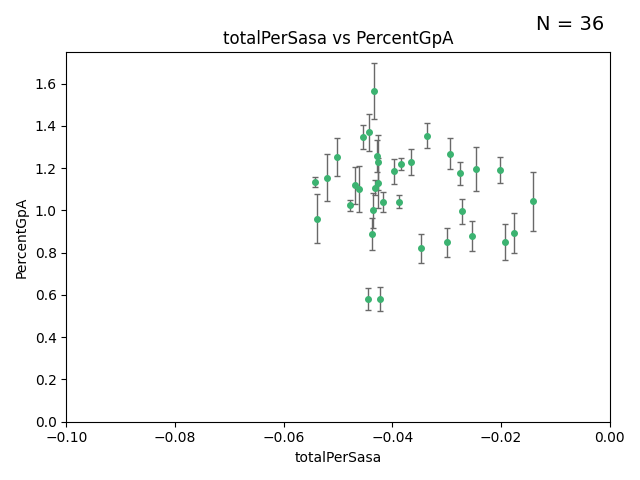 N = 36
totalPerSasa vs PercentGpA
PercentGpA
1.6
1.4
1.2
1.0
0.8
0.6
0.4
0.2
0.0
−0.10 −0.08 −0.06 −0.04 −0.02 0.00
totalPerSasa